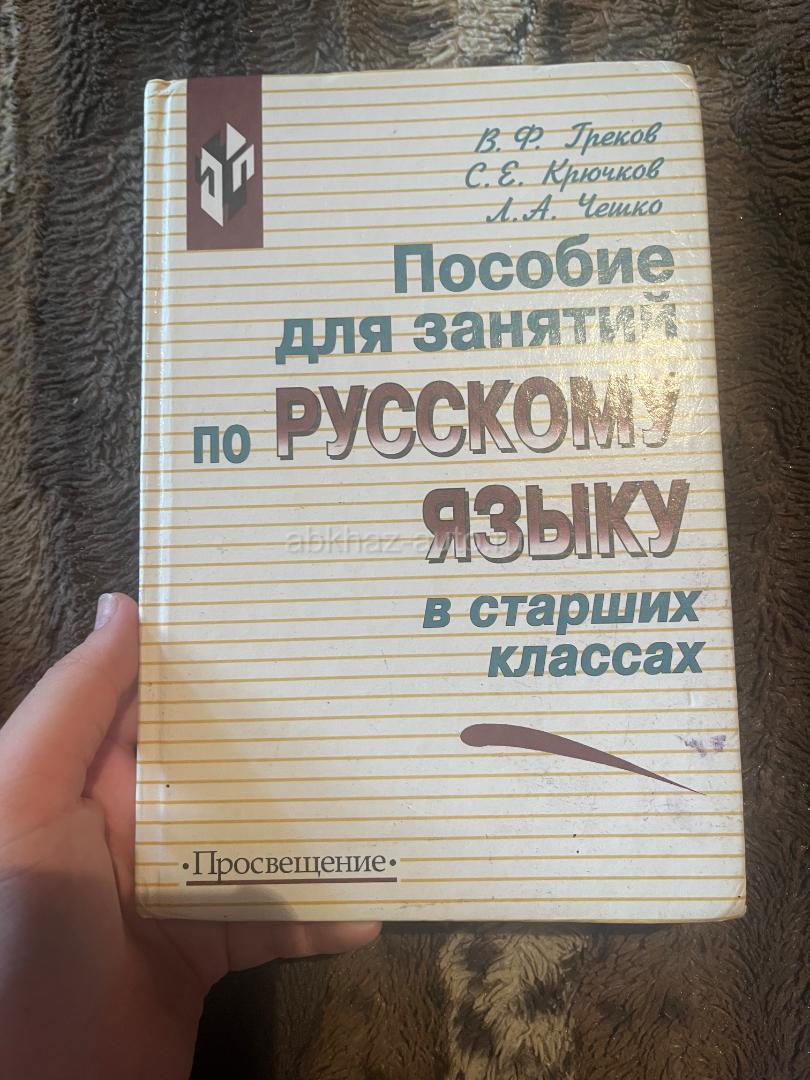 В. Ф. Греков
С. Е. Крючков
Л. А. Чешко
Пособие
для занятий
по РУССКОМУ
ЯЗЫКУ
в старших
классах
•Просвещение•